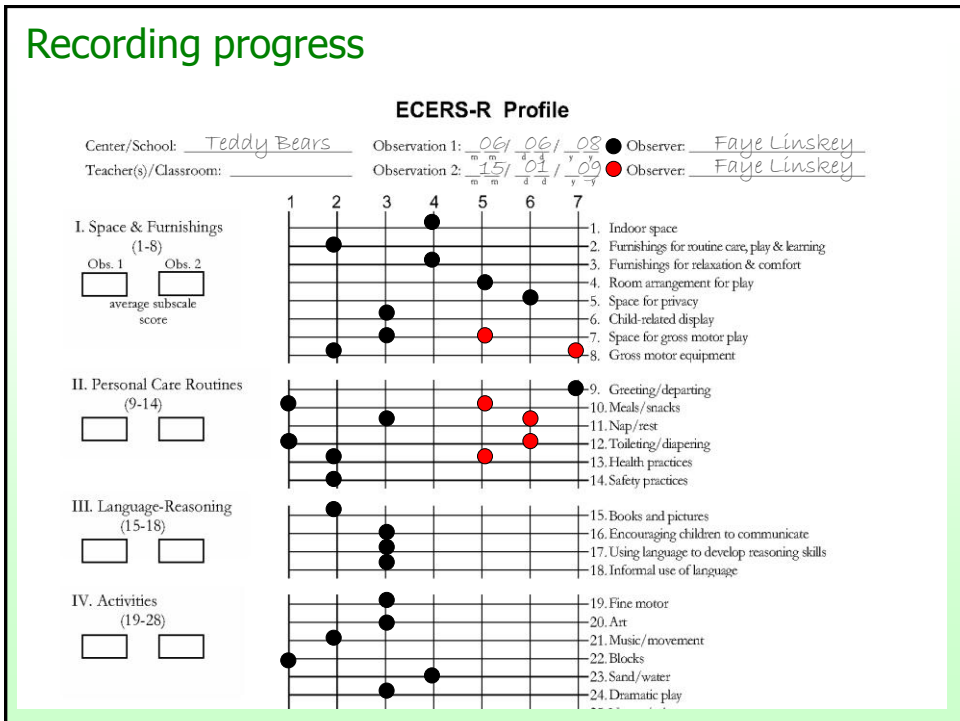 Recording progress
ECERS-R Profile
Center/School: Teddy Bears Observation 1: 06/ 06/ 08 Observer: Faye Linskey
m m d d y y
Teacher(s)/Classroom: Observation 2: 15/ 01/ 09 Observer: Faye Linskey
m m d d y y
1 2 3 4 5 6 7
I. Space & Furnishings
(1-8)
Obs. 1 Obs. 2
average subscale
score
1. Indoor space
2. Furnishings for routine care, play & learning
3. Furnishings for relaxation & comfort
4. Room arrangement for play
5. Space for privacy
6. Child-related display
7. Space for gross motor play
8. Gross motor equipment
II. Personal Care Routines
(9-14)
9. Greeting/departing
10. Meals/snacks
11. Nap/rest
12. Toileting/diapering
13. Health practices
14. Safety practices
III. Language-Reasoning
(15-18)
15. Books and pictures
16. Encouraging children to communicate
17. Using language to develop reasoning skills
18. Informal use of language
IV. Activities
(19-28)
19. Fine motor
20. Art
21. Music/movement
22. Blocks
23. Sand/water
24. Dramatic play